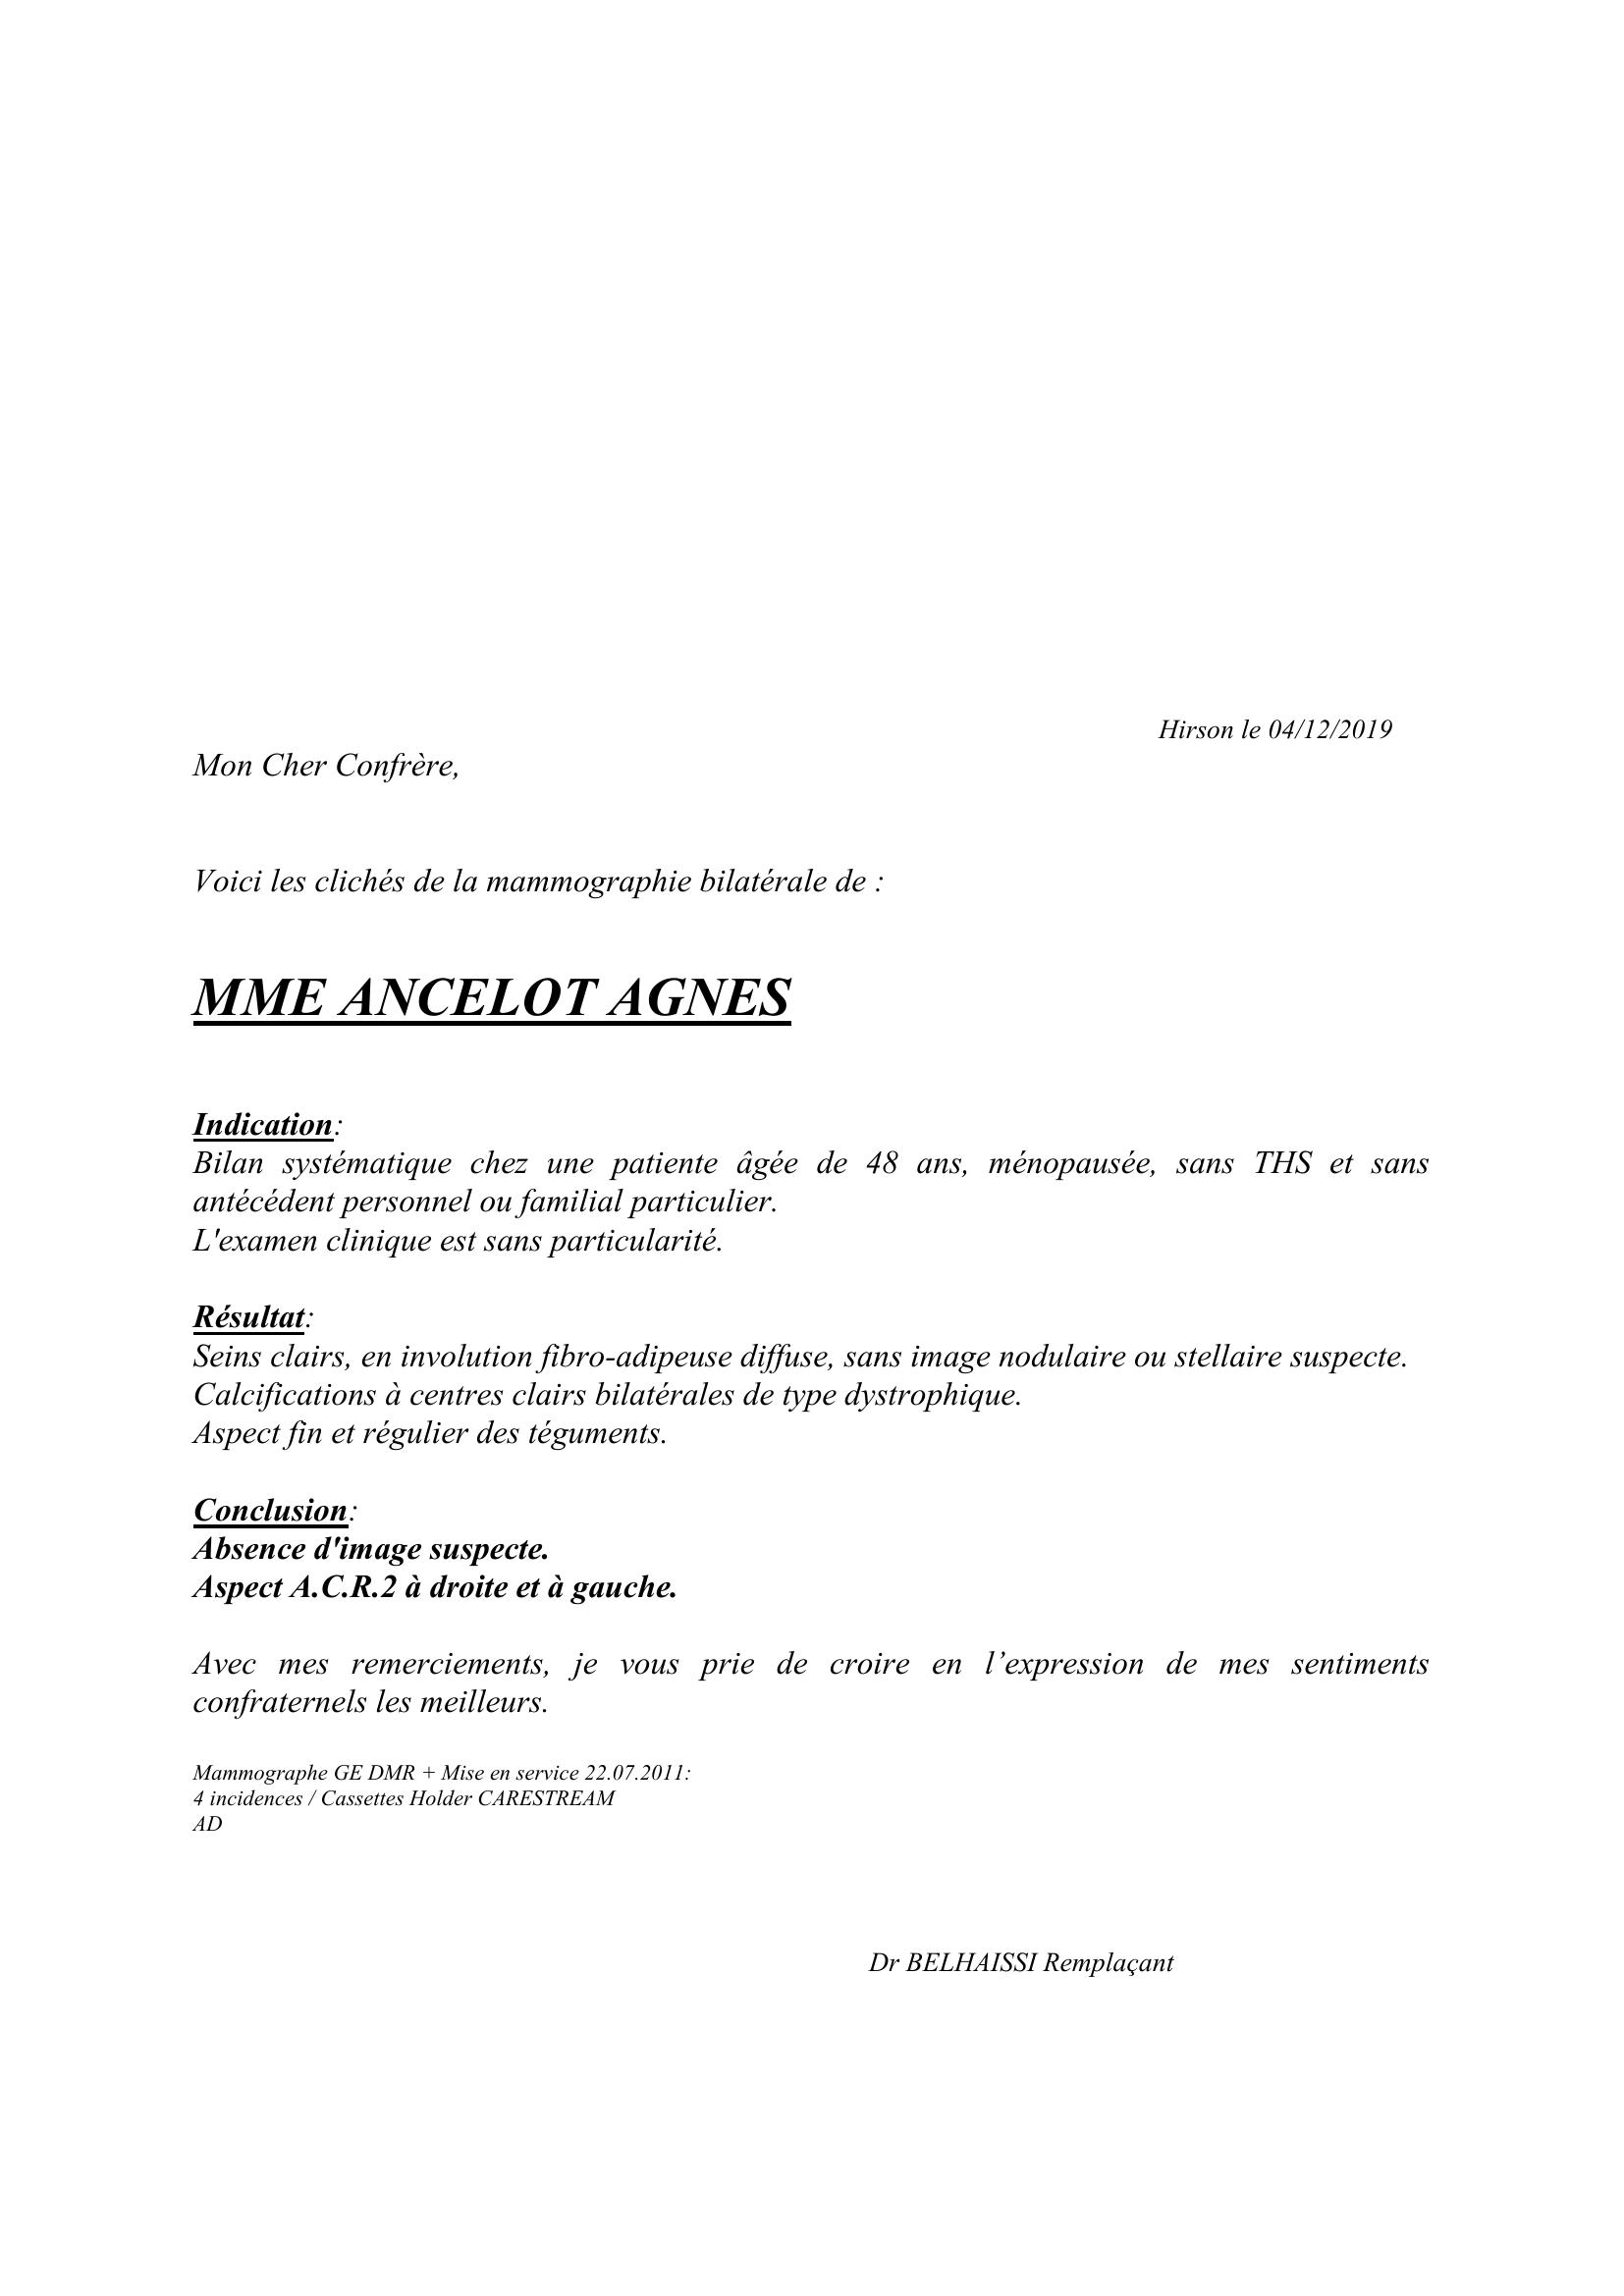 Hirson le 04/12/2019
Mon Cher Confrère,
Voici les clichés de la mammographie bilatérale de :
MME ANCELOT AGNES
Indication:
Bilan systématique chez une patiente âgée de 48 ans, ménopausée, sans THS et sans
antécédent personnel ou familial particulier.
L'examen clinique est sans particularité.
Résultat:
Seins clairs, en involution fibro-adipeuse diffuse, sans image nodulaire ou stellaire suspecte.
Calcifications à centres clairs bilatérales de type dystrophique.
Aspect fin et régulier des téguments.
Conclusion:
Absence d'image suspecte.
Aspect A.C.R.2 à droite et à gauche.
Avec mes remerciements, je vous prie de croire en l’expression de mes sentiments
confraternels les meilleurs.
Mammographe GE DMR + Mise en service 22.07.2011:
4 incidences / Cassettes Holder CARESTREAM
AD
Dr BELHAISSI Remplaçant